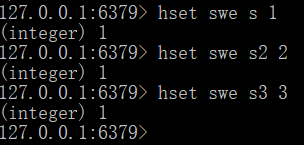 127.0.0.1:6379> hset swe s 1
(integer) 1
127.0.0.1:6379> hset swe s2 2
(integer) 1
127.0.0.1:6379> hset swe s3 3
(integer) 1
127.0.0.1:6379>